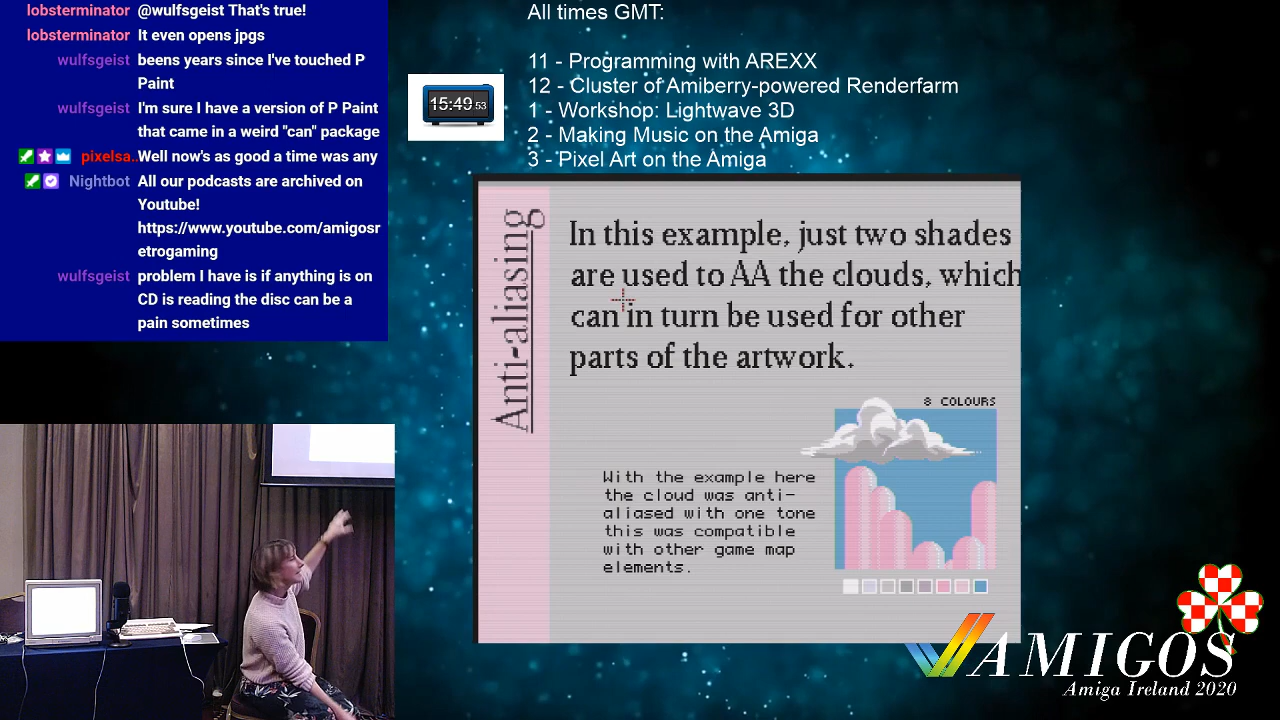 lobsterminator @wulfsgeist That's true!
lobsterminator It even opens jpgs
wulfsgeist beens years since I've touched P
Paint
wulfsgeist I'm sure I have a version of P Paint
that came in a weird "can" package
pixelsa.. Well now's as good a time was any
Nightbot All our podcasts are archived on
Youtube!
https://www.youtube.com/amigosr
etrogaming
wulfsgeist problem I have is if anything is on
CD is reading the disc can be a
pain sometimes
15:49 53
All times GMT:
11 - Programming with AREXX
12 - Cluster of Amiberry-powered Renderfarm
1 - Workshop: Lightwave 3D
2 - Making Music on the Amiga
3 - Pixel Art on the Amiga
Anti-aliasing
In this example, just two shades
are used to AA the clouds, which
can in turn be used for other
parts of the artwork.
8 COLOURS
With the example here
the cloud was anti-
aliased with one tone
this was compatible
with other game map
elements.
AMIGOS
Amiga Ireland 2020